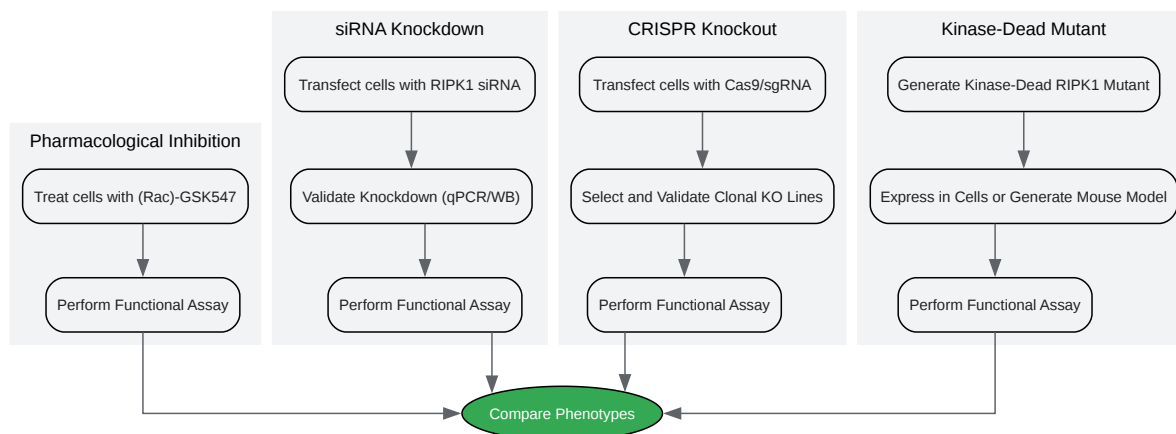 Pharmacological Inhibition
Treat cells with (Rac)-GSK547
Perform Functional Assay
siRNA Knockdown
Transfect cells with RIPK1 siRNA
Validate Knockdown (qPCR/WB)
Perform Functional Assay
CRISPR Knockout
Transfect cells with Cas9/sgRNA
Select and Validate Clonal KO Lines
Perform Functional Assay
Kinase-Dead Mutant
Generate Kinase-Dead RIPK1 Mutant
Express in Cells or Generate Mouse Model
Perform Functional Assay
Compare Phenotypes